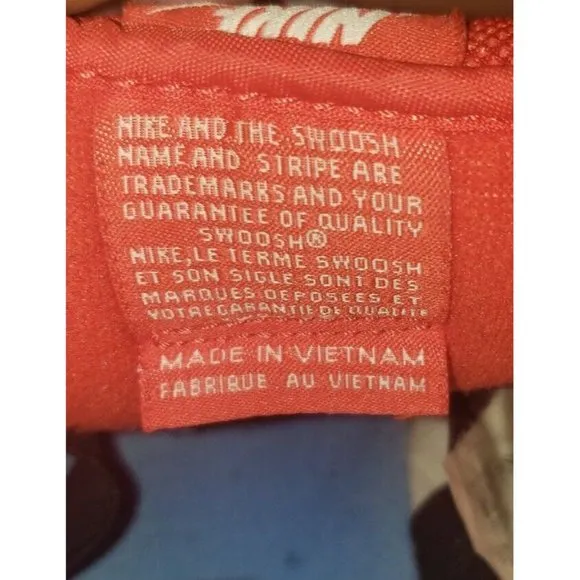 NIKE AND THE SWOOSH
NAME AND STRIPE ARE
TRADEMARKS AND YOUR
GUARANTEE OF QUALITY
SWOOSH®
NIKE, LE TERME SWOOSH
ET SON SIGLE SONT DES
MARQUES DEPOSEES ET
VOTRE GARANTIE DE QUALITE
MADE IN VIETNAM
FABRIQUE AU VIETNAM